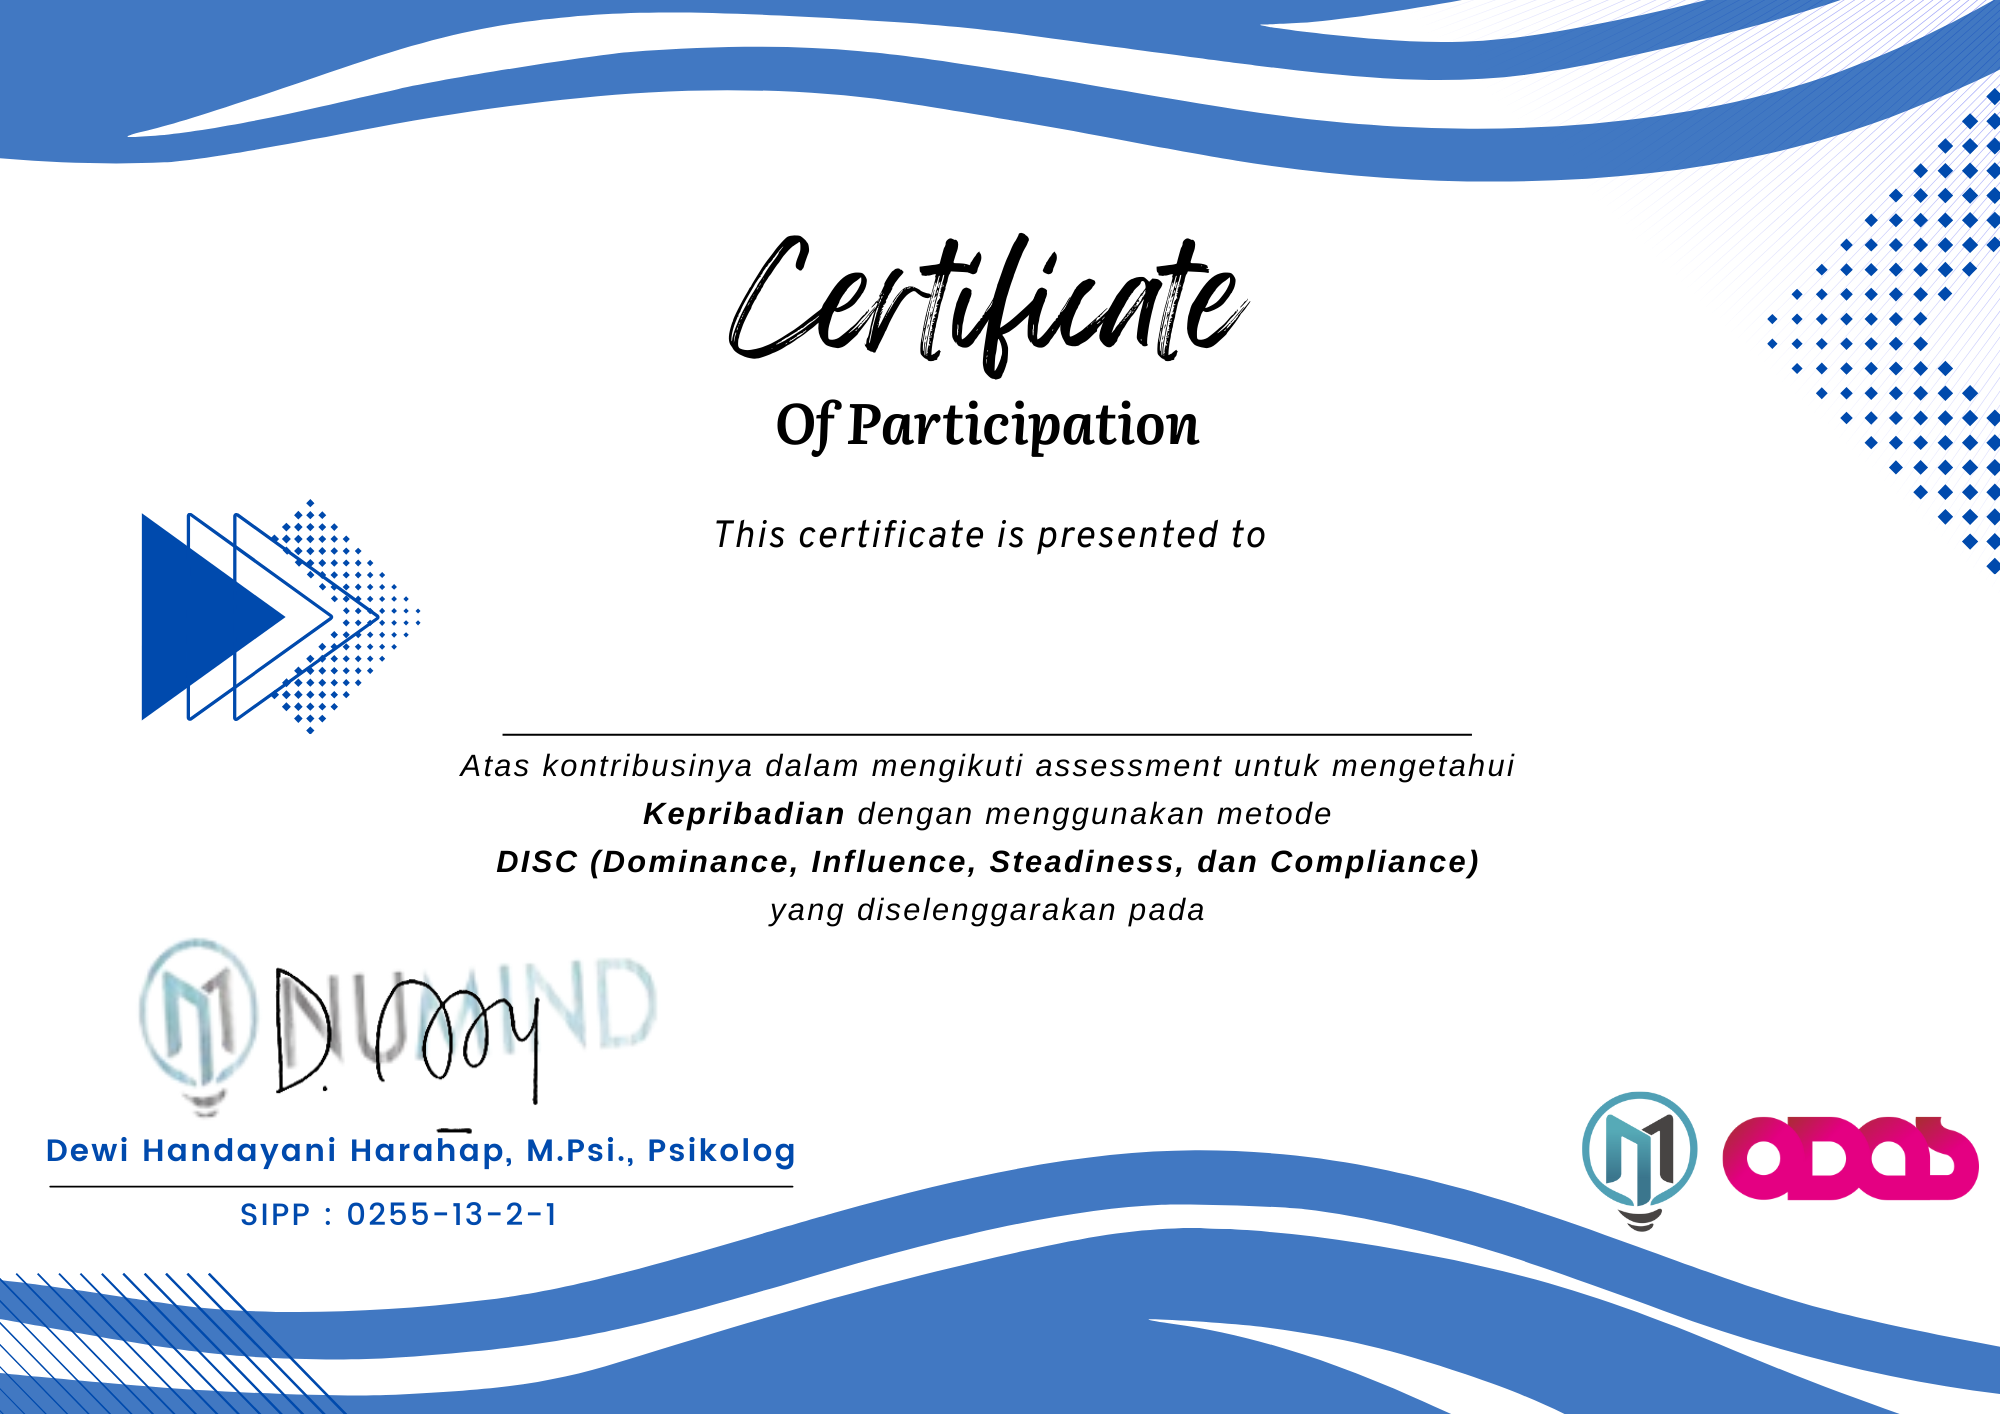 Certificate
Of Participation
This certificate is presented to
Atas kontribusinya dalam mengikuti assessment untuk mengetahui
Kepribadian dengan menggunakan metode
DISC (Dominance, Influence, Steadiness, dan Compliance)
yang diselenggarakan pada
NUMIND
Dewi Handayani Harahap, M.Psi., Psikolog
SIPP : 0255-13-2-1